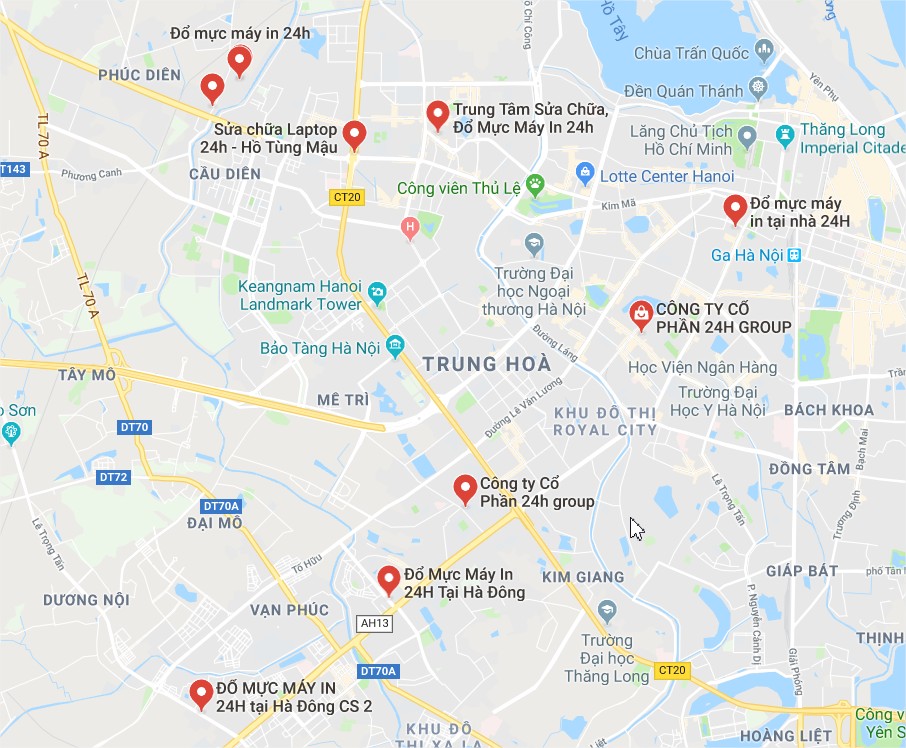 Hồ Tây
Đổ mực máy in 24h
Chùa Trấn Quốc
PHÚC DIÊN
Yên Phụ
Đền Quán Thánh
TL 70 A
Trung Tâm Sửa Chữa,
Đổ Mực Máy In 24h
Sửa chữa Laptop
24h - Hồ Tùng Mậu
Lăng Chủ Tịch
Hồ Chí Minh
Thăng Long
Imperial Citade
T143
Phương Canh
CẦU DIÊN
Công viên Thủ Lệ
Lotte Center Hanoi
CT20
Kim Mã
Đổ mực máy
in tại nhà 24H
H
Ga Hà Nội
Trường Đại
học Ngoại
thương Hà Nội
TL 70 A
Keangnam Hanoi
Landmark Tower
CÔNG TY CỔ
PHẦN 24H GROUP
Bảo Tàng Hà Nội
Đường Láng
TRUNG HOÀ
Học Viện Ngân Hàng
TÂY MỖ
Trường Đại
Học Y Hà Nội
MỄ TRÌ
Đường Lê Văn Lương
KHU ĐÔ THỊ
ROYAL CITY
BÁCH KHOA
o Sơn
DT70
Bạch Mai
DT72
ĐỒNG TÂM
Lê Trọng Tấn
Công ty Cổ
Phần 24h group
DT70A
ĐẠI MỖ
Trương Định
Lê Trọng Tấn
Tố Hữu
Đổ Mực Máy In
24H Tại Hà Đông
KIM GIANG
GIÁP BÁT
phố Tân
DƯƠNG NỘI
VẠN PHÚC
AH13
P. Nguyễn Cảnh Dị
Trường
Đại học
Thăng Long
THỊNH
DT70A
CT20
Giải Phóng
ĐỔ MỰC MÁY IN
24H tại Hà Đông CS 2
KHU ĐÔ
THỊ XA LA
Công v
Yên S
HOÀNG LIỆT